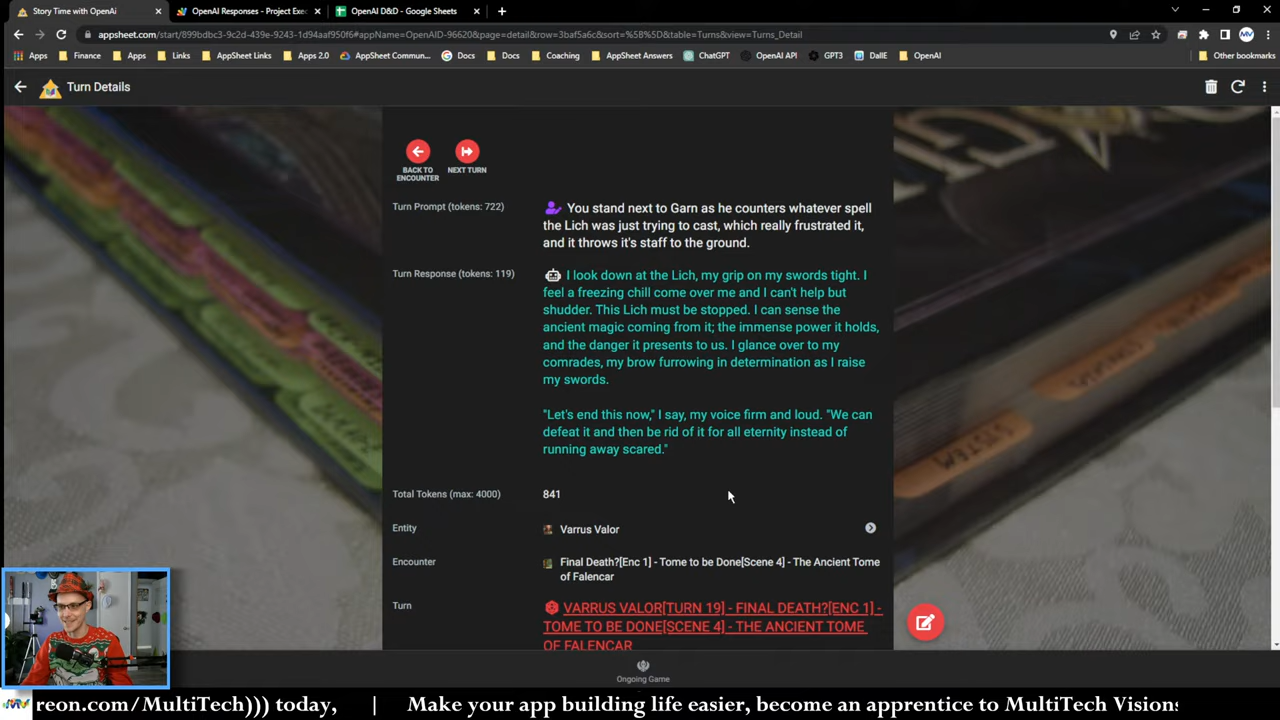 Story Time with OpenAi
OpenAI Responses - Project Exec
OpenAI D&D - Google Sheets
appsheet.com/start/899bdbc3-9c2d-439e-9243-1d94aaf950f6#appName=OpenAID-96620&page=detail&row=3baf5a6c&sort=%5B%5D&table=Turns&view=Turns_Detail
Apps
Finance
Apps
Links
AppSheet Links
Apps 2.0
AppSheet Commun...
Docs
Docs
Coaching
AppSheet Answers
ChatGPT
OpenAI API
GPT3
DallE
OpenAI
Other bookmarks
Turn Details
BACK TO
ENCOUNTER
NEXT TURN
Turn Prompt (tokens: 722)
You stand next to Garn as he counters whatever spell
the Lich was just trying to cast, which really frustrated it,
and it throws it's staff to the ground.
Turn Response (tokens: 119)
I look down at the Lich, my grip on my swords tight. I
feel a freezing chill come over me and I can't help but
shudder. This Lich must be stopped. I can sense the
ancient magic coming from it; the immense power it holds,
and the danger it presents to us. I glance over to my
comrades, my brow furrowing in determination as I raise
my swords.
"Let's end this now," I say, my voice firm and loud. "We can
defeat it and then be rid of it for all eternity instead of
running away scared."
Total Tokens (max: 4000)
841
Entity
Varrus Valor
Encounter
Final Death?[Enc 1] - Tome to be Done[Scene 4] - The Ancient Tome
of Falencar
Turn
VARRUS VALOR[TURN 19] - FINAL DEATH?[ENC 1] -
TOME TO BE DONE[SCENE 4] - THE ANCIENT TOME
OF FALENCAR
SYSTEM
Ongoing Game
reon.com/MultiTech))) today, | Make your app building life easier, become an apprentice to MultiTech Visions